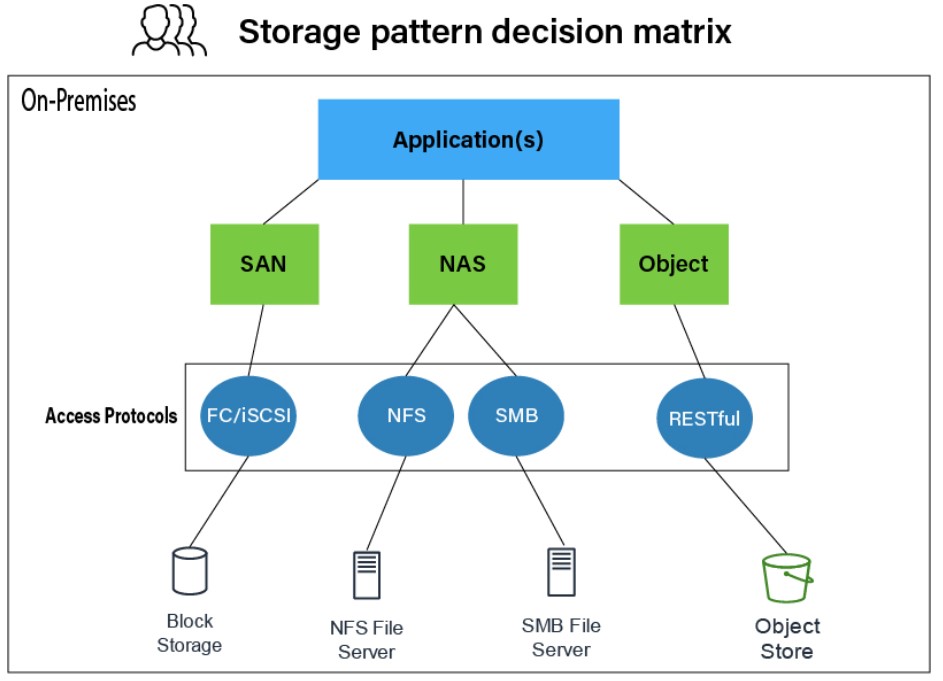 Storage pattern decision matrix
On-Premises
Application(s)
SAN
NAS
Object
Access Protocols
FC/iSCSI
NFS
SMB
RESTful
Block
Storage
NFS File
Server
SMB File
Server
Object
Store